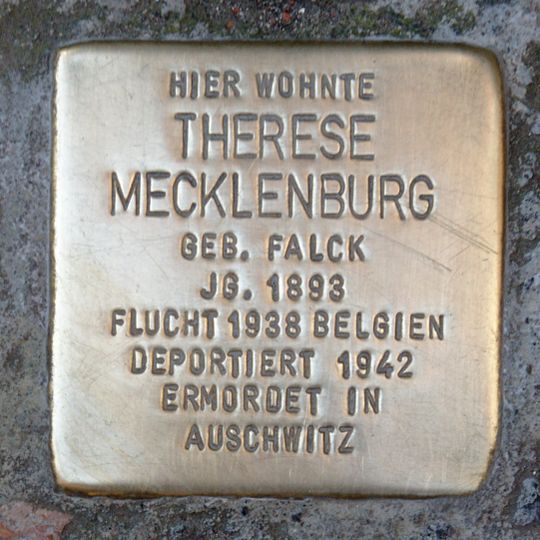 HIER WOHNTE
THERESE
MECKLENBURG
GEB. FALCK
JG. 1893
FLUCHT 1938 BELGIEN
DEPORTIERT 1942
ERMORDET IN
AUSCHWITZ